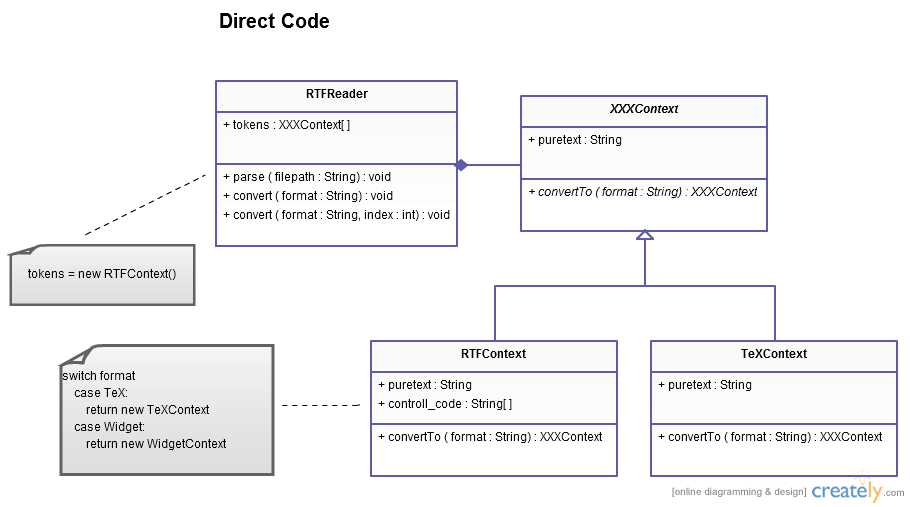 Direct Code
RTFReader
+ tokens : XXXContext[ ]
+ parse ( filepath : String) : void
+ convert ( format : String) : void
+ convert ( format : String, index : int) : void
XXXContext
+ puretext : String
+ convertTo ( format : String) : XXXContext
tokens = new RTFContext()
switch format
case TeX:
return new TeXContext
case Widget:
return new WidgetContext
RTFContext
+ puretext : String
+ controll_code : String[ ]
+ convertTo ( format : String) : XXXContext
TeXContext
+ puretext : String
+ convertTo ( format : String) : XXXContext
[online diagramming & design] creately.com